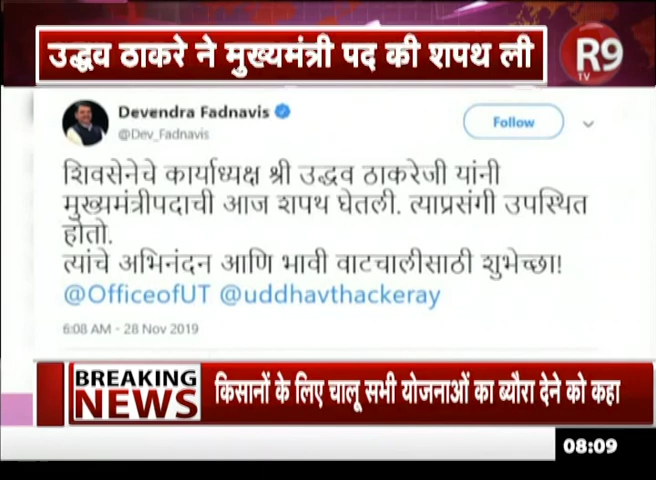 उद्धव ठाकरे ने मुख्यमंत्री पद की शपथ ली
R9
TV
Devendra Fadnavis
@Dev_Fadnavis
Follow
शिवसेनेचे कार्याध्यक्ष श्री उद्धव ठाकरेजी यांनी
मुख्यमंत्रीपदाची आज शपथ घेतली. त्याप्रसंगी उपस्थित
होतो.
त्यांचे अभिनंदन आणि भावी वाटचालीसाठी शुभेच्छा!
@OfficeofUT @uddhavthackeray
6:08 AM - 28 Nov 2019
BREAKING
NEWS
किसानों के लिए चालू सभी योजनाओं का ब्यौरा देने को कहा
08:09